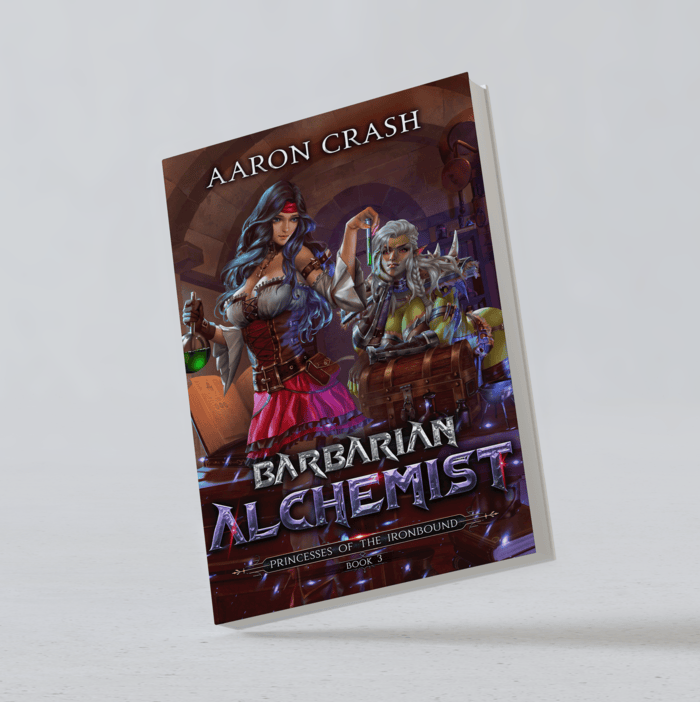 AARON CRASH
BARBARIAN
ALCHEMIST
PRINCESSES OF THE IRONBOUND
BOOK 3